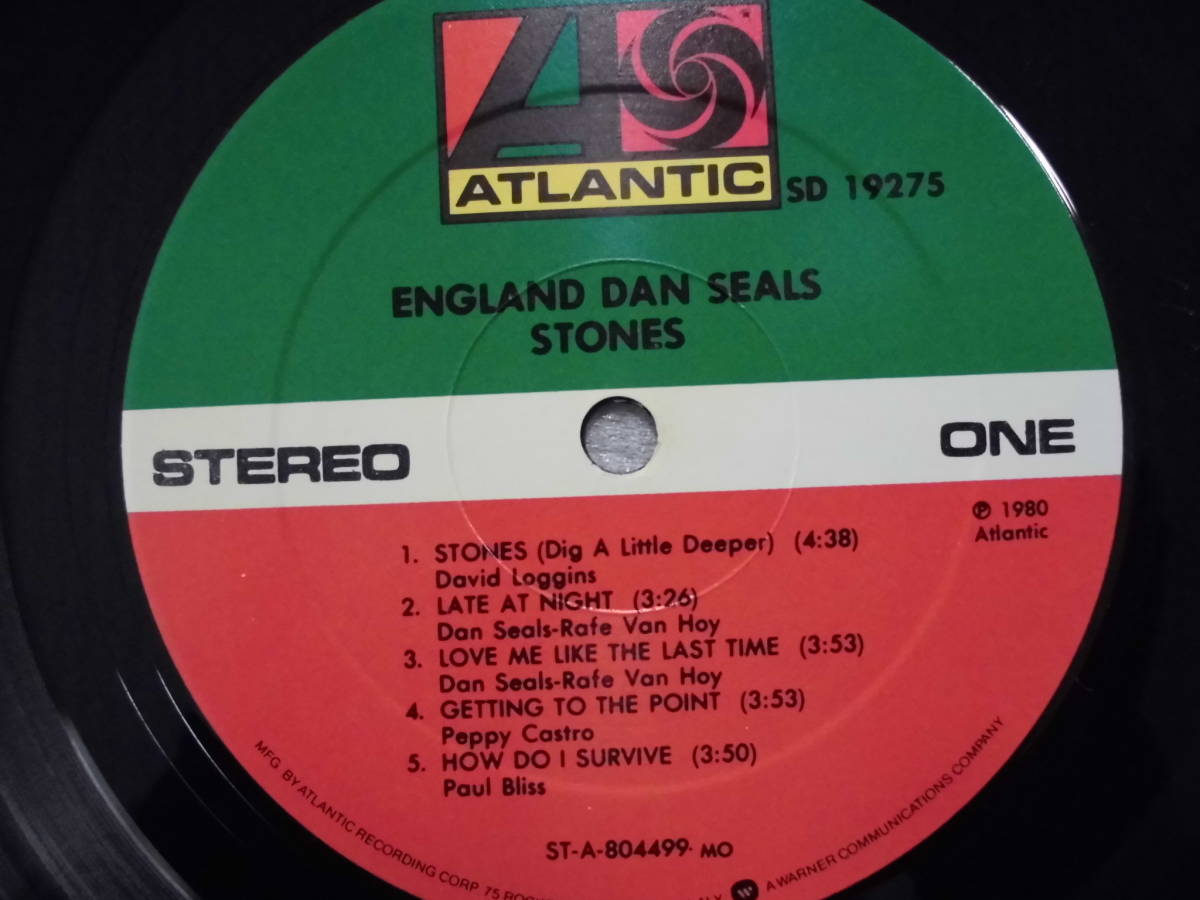 ATLANTIC
SD 19275
ENGLAND DAN SEALS
STONES
STEREO
ONE
℗ 1980
Atlantic
1. STONES (Dig A Little Deeper) (4:38)
David Loggins
2. LATE AT NIGHT (3:26)
Dan Seals-Rafe Van Hoy
3. LOVE ME LIKE THE LAST TIME (3:53)
Dan Seals-Rafe Van Hoy
4. GETTING TO THE POINT (3:53)
Peppy Castro
5. HOW DO I SURVIVE (3:50)
Paul Bliss
ST-A-804499 MO
MFG BY ATLANTIC RECORDING CORP 75
A WARNER COMMUNICATIONS COMPANY